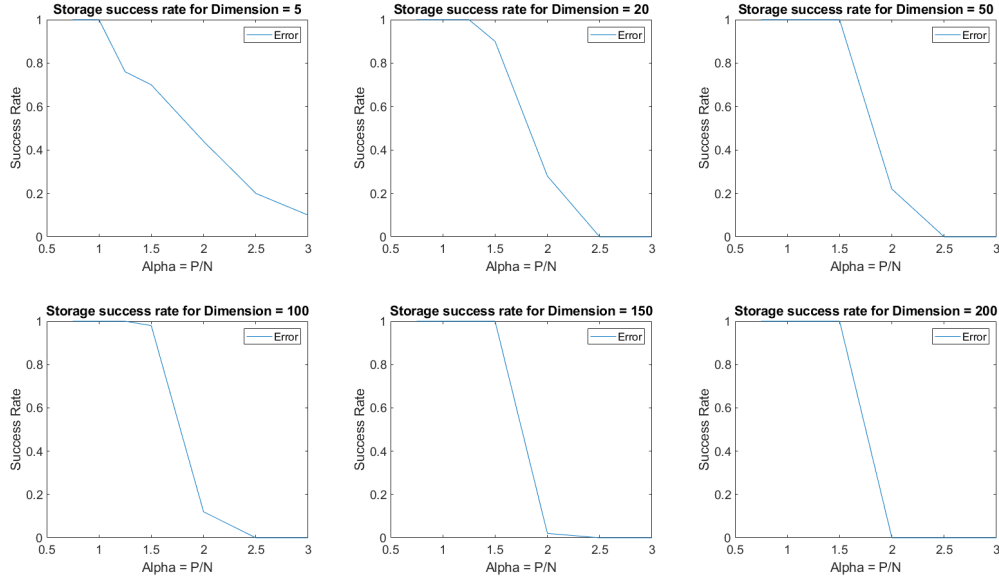 Storage success rate for Dimension = 5
Error
Success Rate
1
0.8
0.6
0.4
0.2
0
0.5 1 1.5 2 2.5 3
Alpha = P/N
Storage success rate for Dimension = 20
Error
Success Rate
1
0.8
0.6
0.4
0.2
0
0.5 1 1.5 2 2.5 3
Alpha = P/N
Storage success rate for Dimension = 50
Error
Success Rate
1
0.8
0.6
0.4
0.2
0
0.5 1 1.5 2 2.5 3
Alpha = P/N
Storage success rate for Dimension = 100
Error
Success Rate
1
0.8
0.6
0.4
0.2
0
0.5 1 1.5 2 2.5 3
Alpha = P/N
Storage success rate for Dimension = 150
Error
Success Rate
1
0.8
0.6
0.4
0.2
0
0.5 1 1.5 2 2.5 3
Alpha = P/N
Storage success rate for Dimension = 200
Error
Success Rate
1
0.8
0.6
0.4
0.2
0
0.5 1 1.5 2 2.5 3
Alpha = P/N